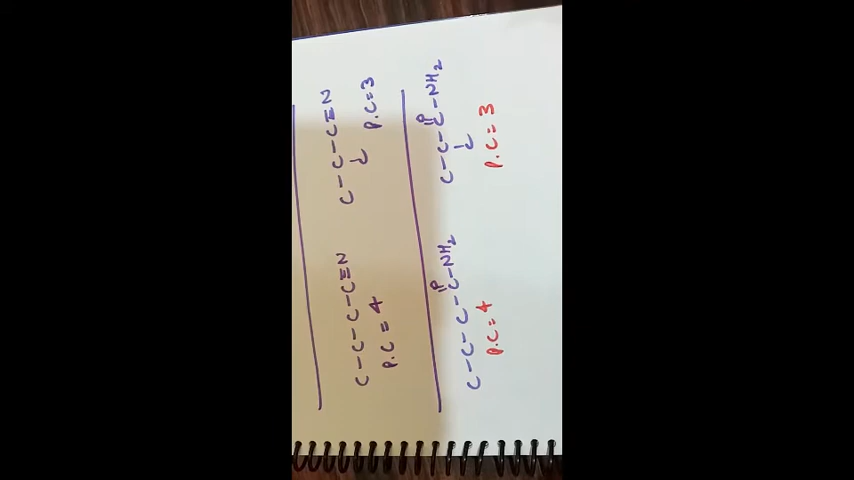 C-C-C-C≡N C-C-C≡N
C
P.C = 4 P.C=3
C-C-C-C-NH2 C-C-C-NH2
O O
C
P.C=4 P.C=3